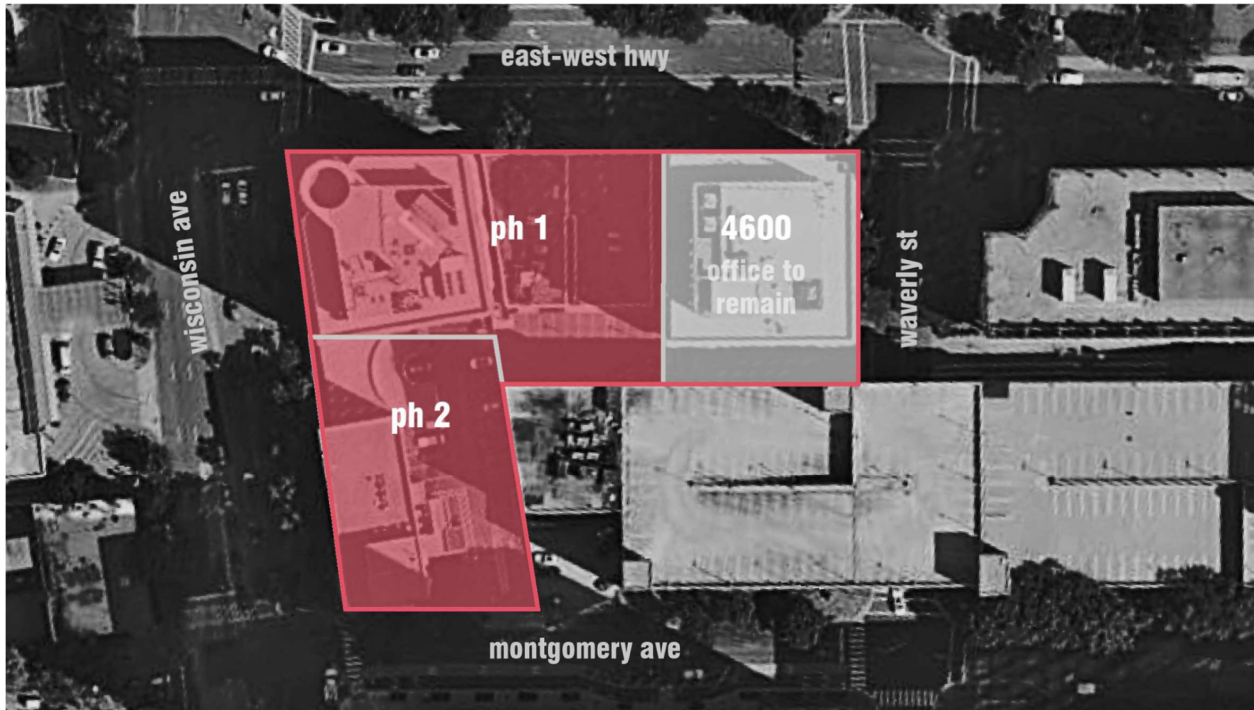 east-west hwy
wisconsin ave
ph 1
4600
office to
remain
waverly st
ph 2
montgomery ave